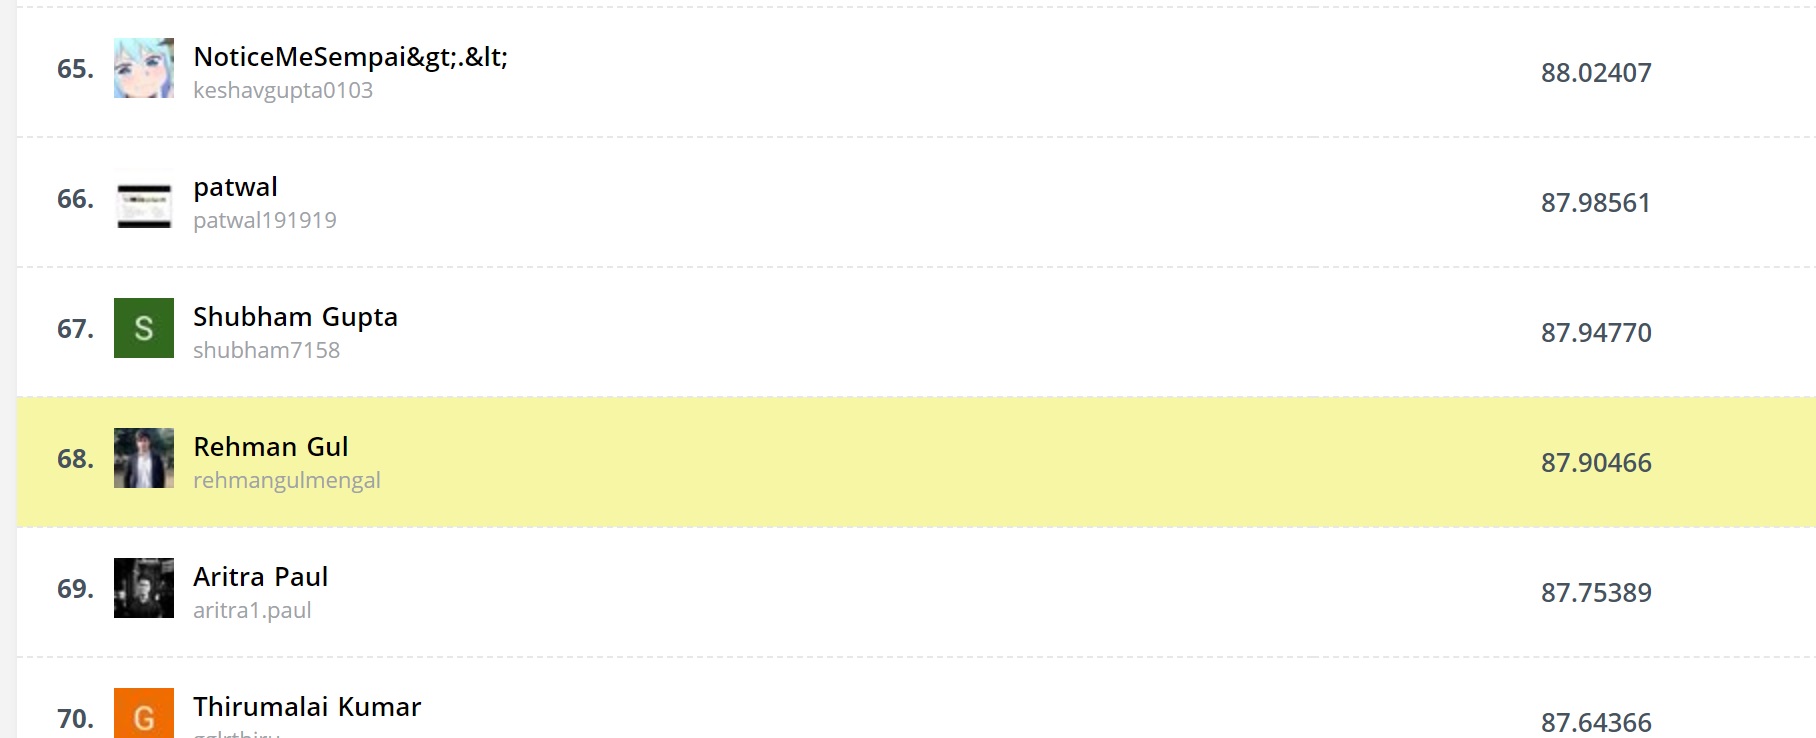 65.
NoticeMeSempai&gt;.&lt;
keshavgupta0103
88.02407
66.
patwal
patwal191919
87.98561
67.
S
Shubham Gupta
shubham7158
87.94770
68.
Rehman Gul
rehmangulmengal
87.90466
69.
Aritra Paul
aritra1.paul
87.75389
70.
G
Thirumalai Kumar
87.64366